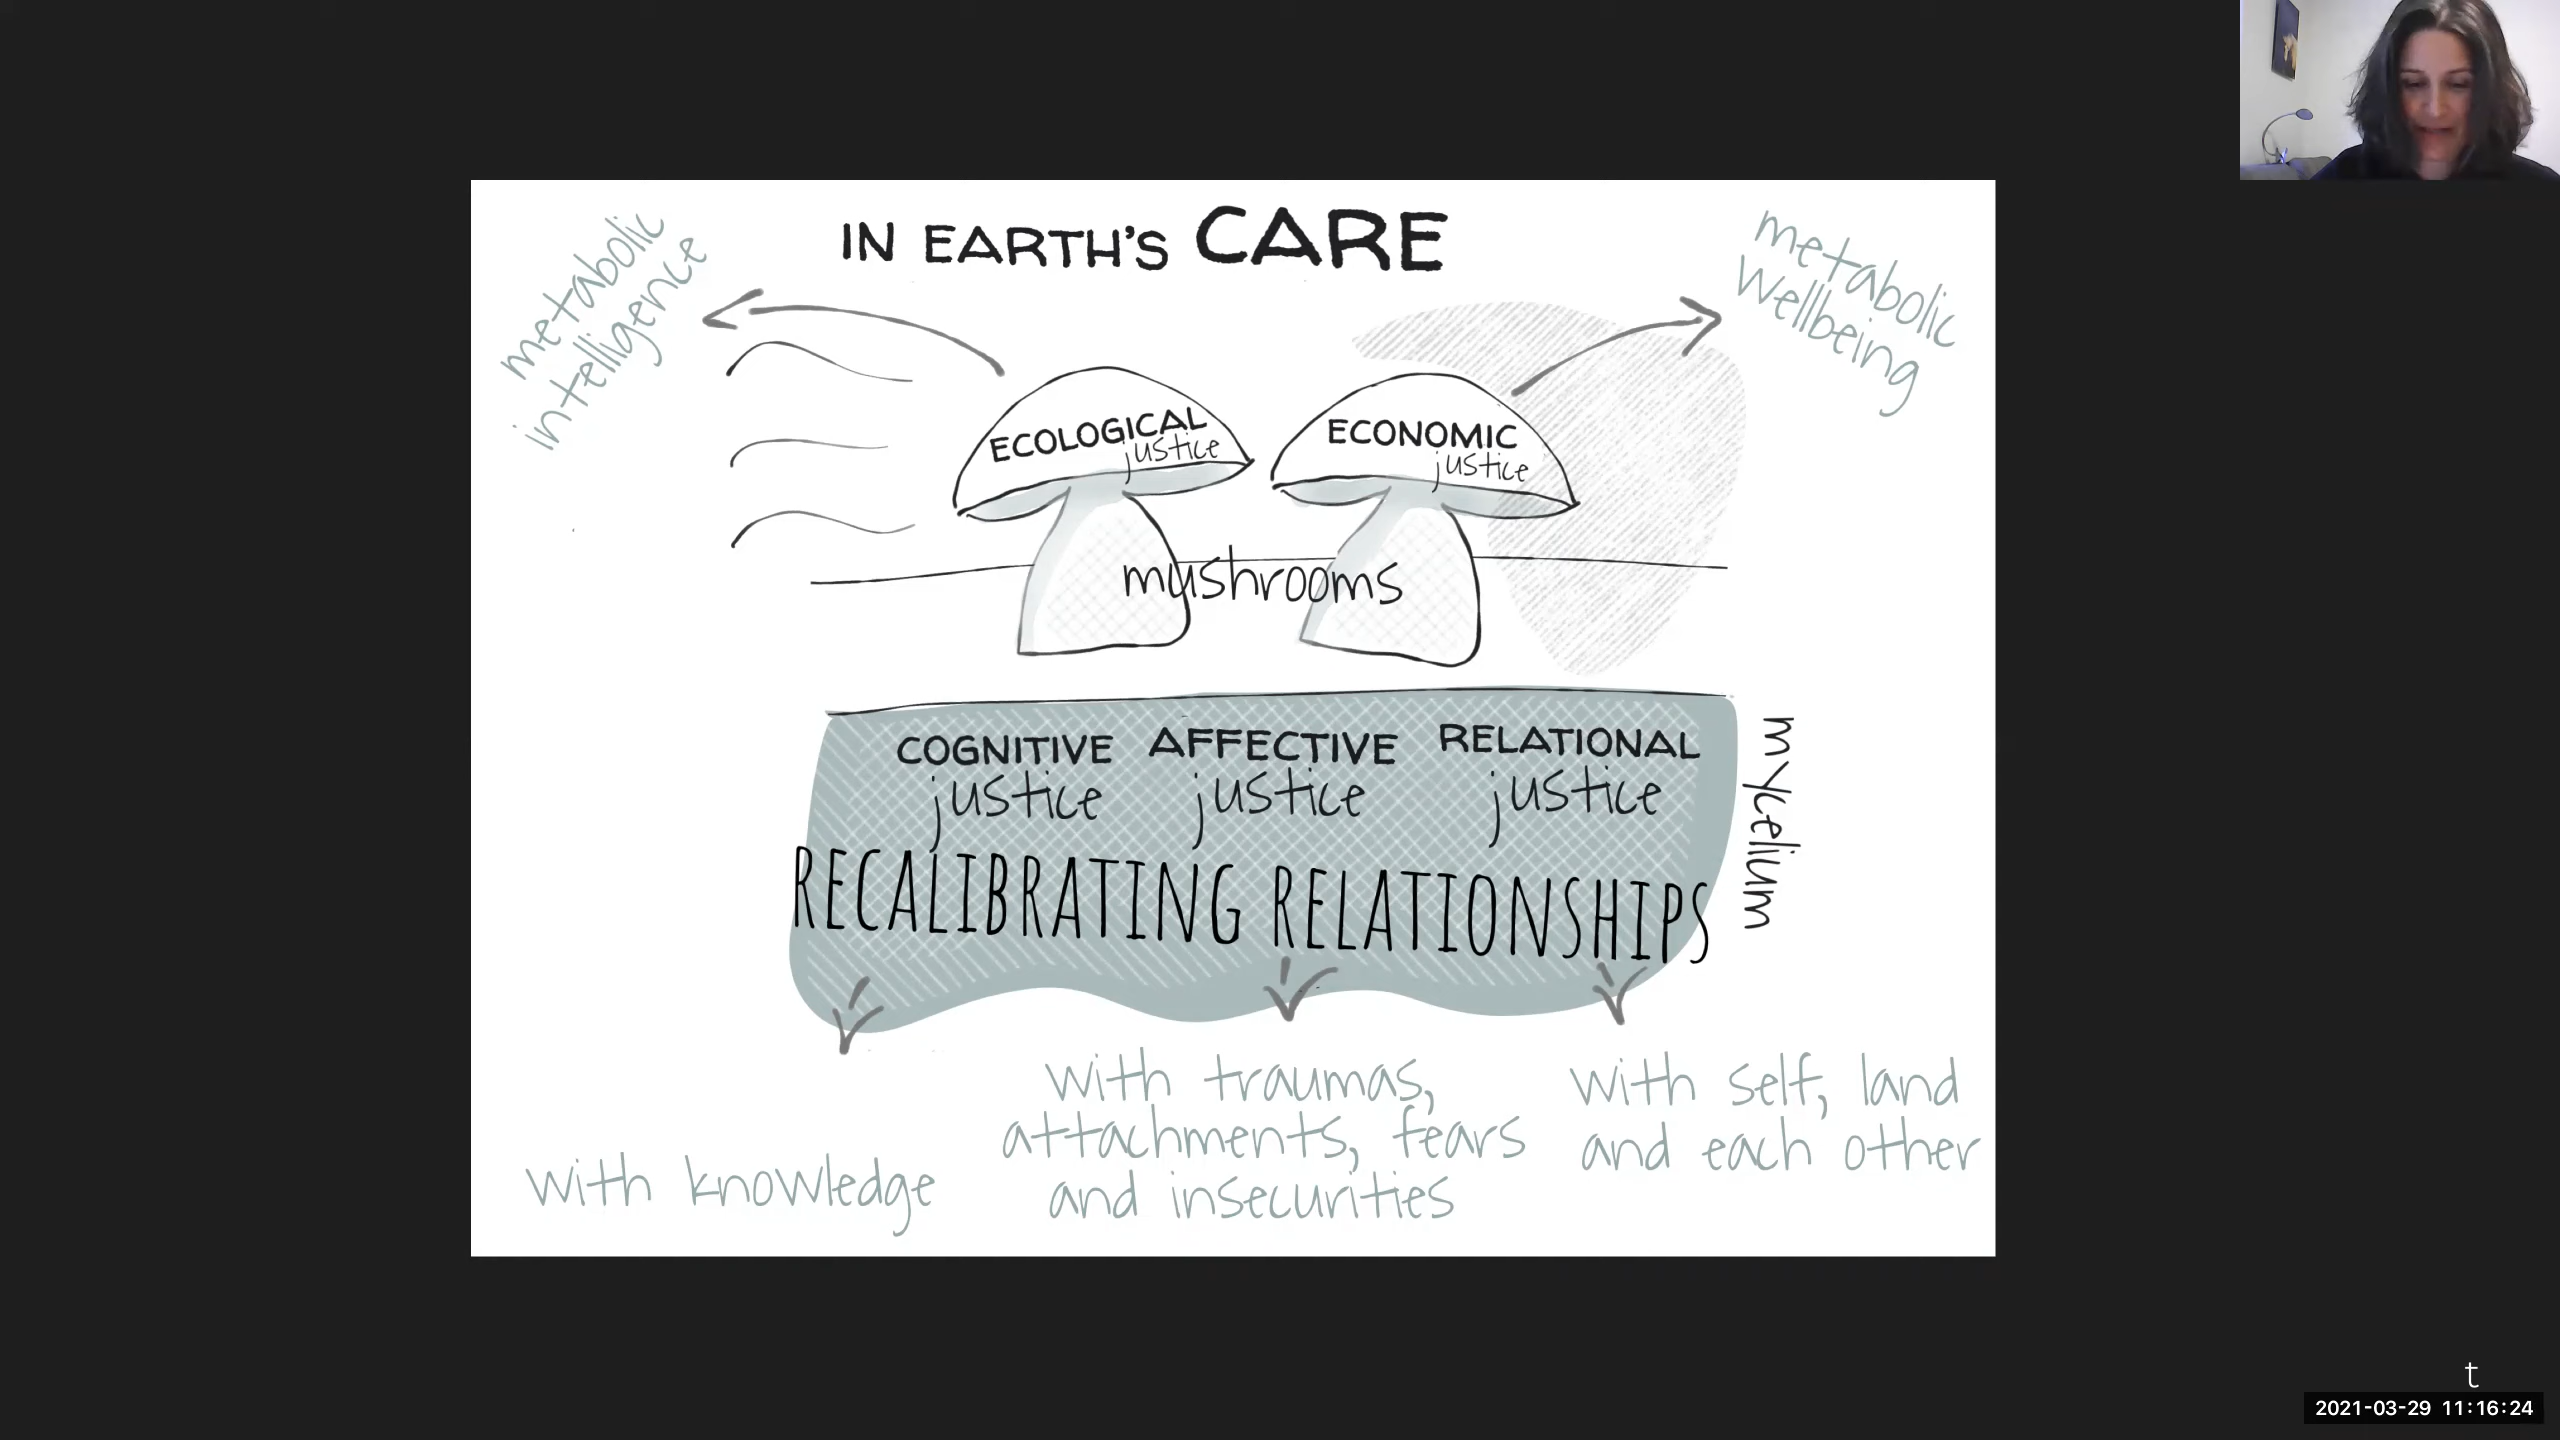 IN EARTH'S CARE
metabolic
intelligence
metabolic
Wellbeing
ECOLOGICAL
justice
ECONOMIC
justice
mushrooms
COGNITIVE
justice
AFFECTIVE
justice
RELATIONAL
justice
RECALIBRATING RELATIONSHIPS
mycelium
with knowledge
with traumas,
attachments, fears
and insecurities
with self, land
and each other
t
2021-03-29 11:16:24